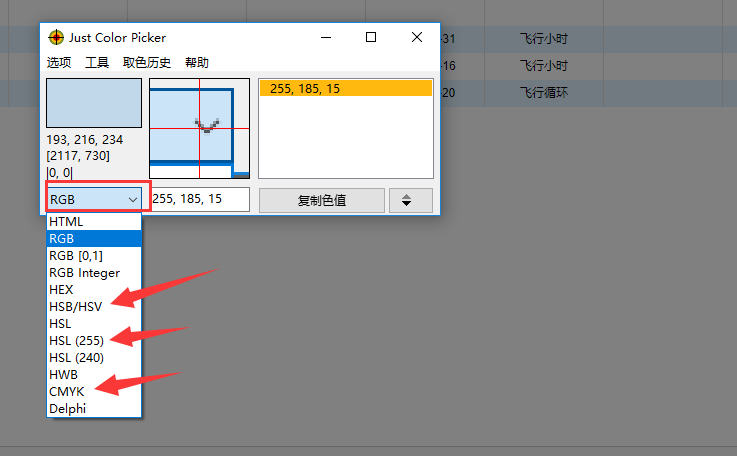 Just Color Picker
选项 工具 取色历史 帮助
-31 飞行小时
-16 飞行小时
-20 飞行循环
255, 185, 15
193, 216, 234
[2117, 730]
|0, 0|
RGB
255, 185, 15
复制色值
HTML
RGB
RGB [0,1]
RGB Integer
HEX
HSB/HSV
HSL
HSL (255)
HSL (240)
HWB
CMYK
Delphi